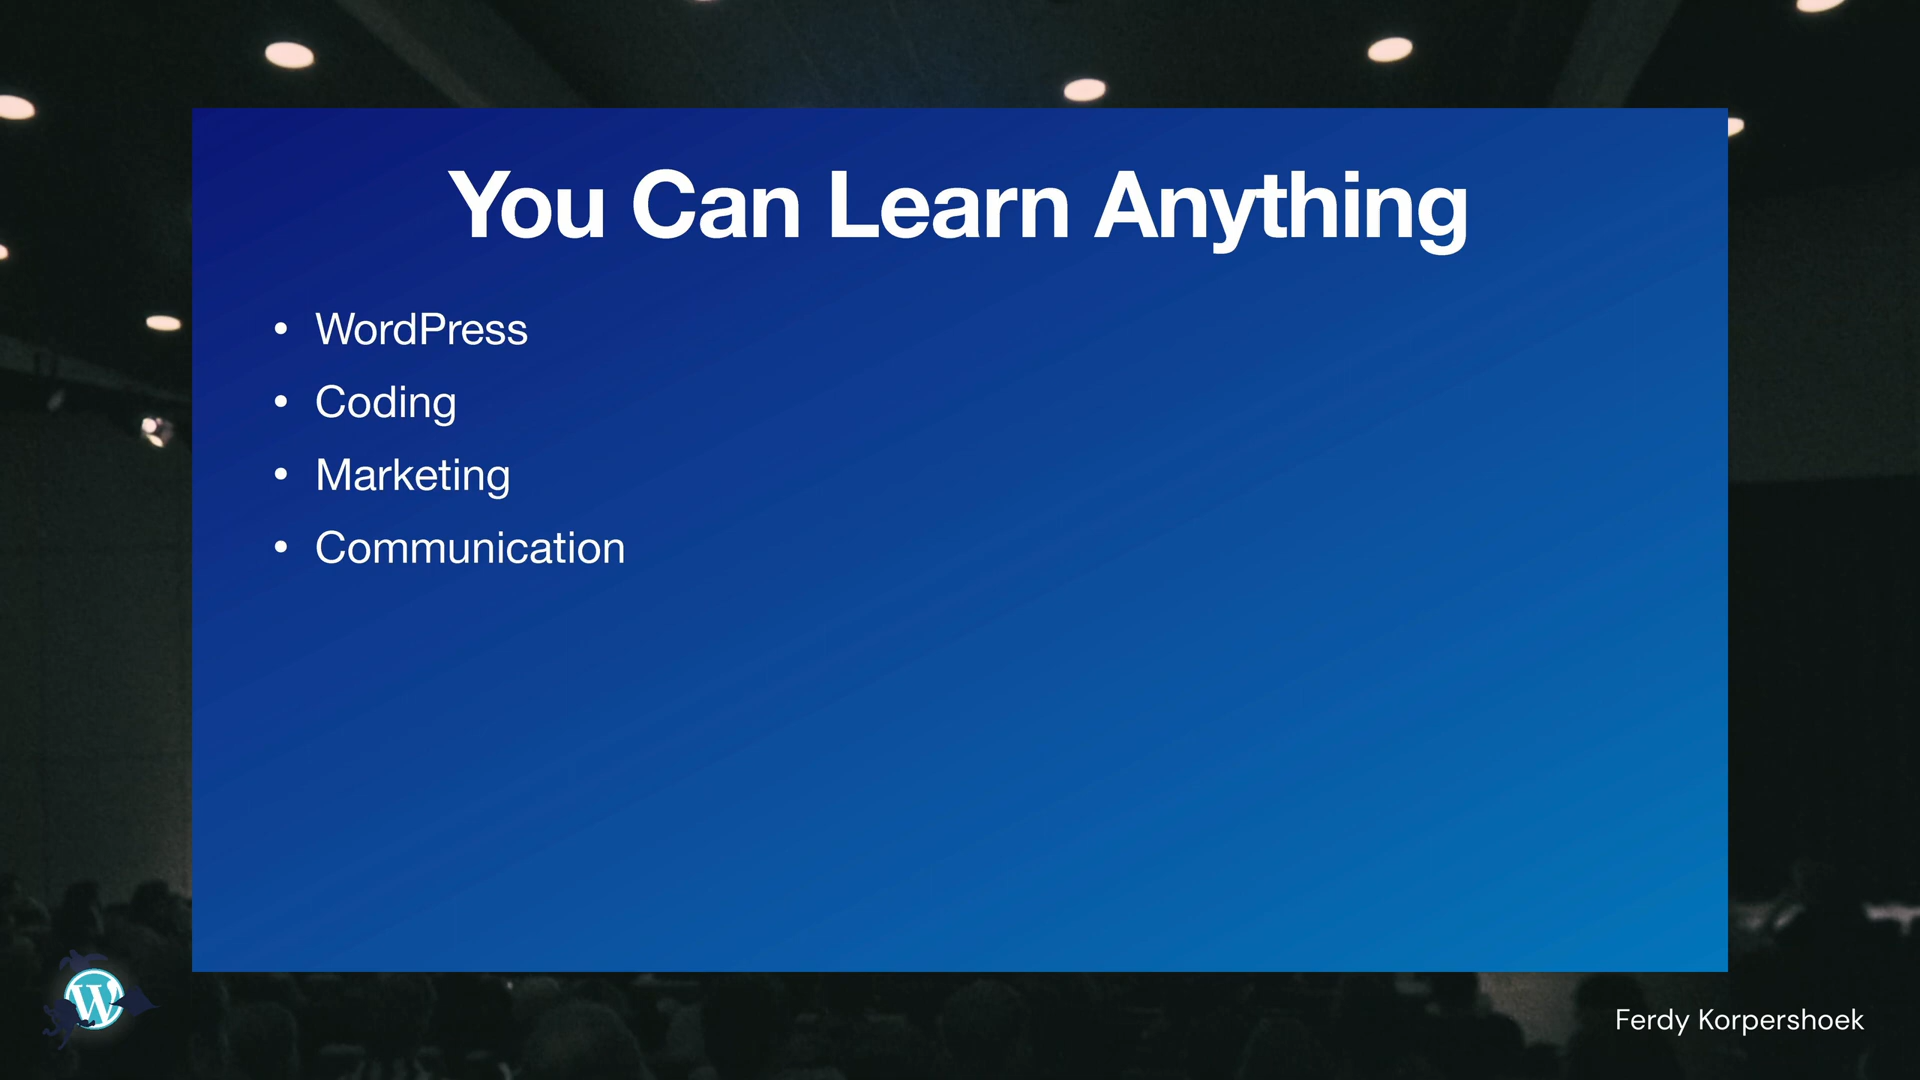 You Can Learn Anything
• WordPress
• Coding
• Marketing
• Communication
Ferdy Korpershoek